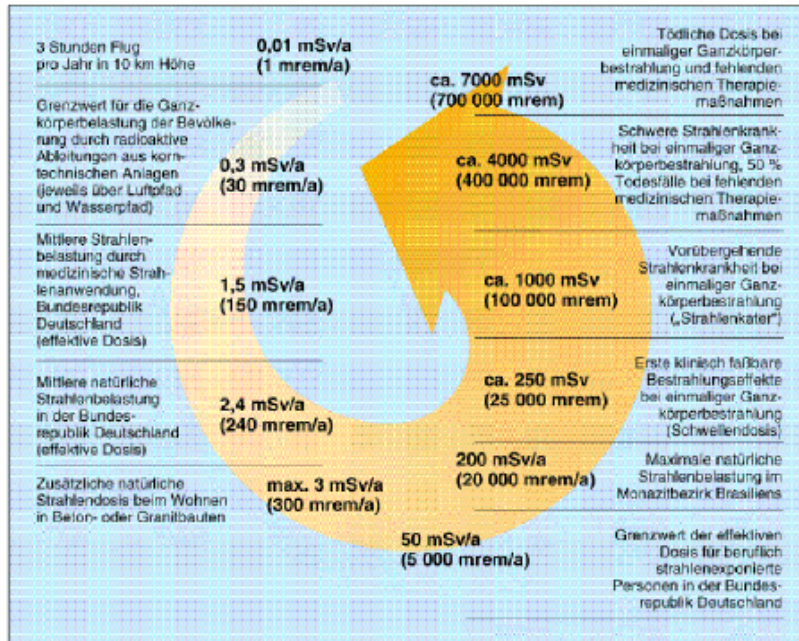 3 Stunden Flug
pro Jahr in 10 km Höhe
0,01 mSv/a
(1 mrem/a)
Grenzwert für die Ganz-
körperbelastung der Bevölke-
rung durch radioaktive
Ableitungen aus kern-
technischen Anlagen
(jeweils über Luftpfad
und Wasserpfad)
0,3 mSv/a
(30 mrem/a)
Mittlere Strahlen-
belastung durch
medizinische Strah-
lenanwendung,
Bundesrepublik
Deutschland
(effektive Dosis)
1,5 mSv/a
(150 mrem/a)
Mittlere natürliche
Strahlenbelastung
in der Bundes-
republik Deutschland
(effektive Dosis)
2,4 mSv/a
(240 mrem/a)
Zusätzliche natürliche
Strahlendosis beim Wohnen
in Beton- oder Granitbauten
max. 3 mSv/a
(300 mrem/a)
50 mSv/a
(5 000 mrem/a)
Grenzwert der effektiven
Dosis für beruflich
strahlenexponierte
Personen in der Bundes-
republik Deutschland
200 mSv/a
(20 000 mrem/a)
Maximale natürliche
Strahlenbelastung im
Monazitbezirk Brasiliens
ca. 250 mSv
(25 000 mrem)
Erste klinisch faßbare
Bestrahlungseffekte
bei einmaliger Ganz-
körperbestrahlung
(Schwellendosis)
ca. 1000 mSv
(100 000 mrem)
Vorübergehende
Strahlenkrankheit bei
einmaliger Ganz-
körperbestrahlung
(„Strahlenkater“)
ca. 4000 mSv
(400 000 mrem)
Schwere Strahlenkrank-
heit bei einmaliger Ganz-
körperbestrahlung, 50 %
Todesfälle bei fehlenden
medizinischen Therapie-
maßnahmen
ca. 7000 mSv
(700 000 mrem)
Tödliche Dosis bei
einmaliger Ganzkörper-
bestrahlung und fehlenden
medizinischen Therapie-
maßnahmen